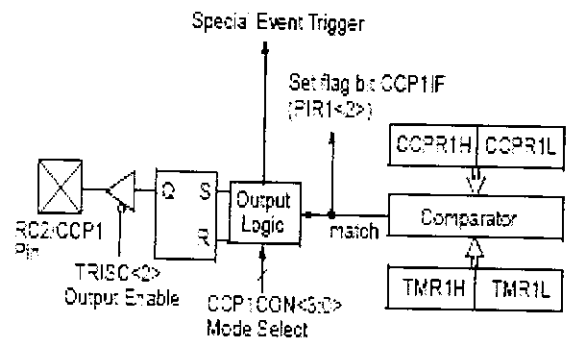 Special Event Trigger
Set flag bit CCP1IF
(PIR1<2>)
CCPR1H CCPR1L
Q S
R
Output
Logic
Comparator
match
RC2/CCP1
Pin
TRISC<2>
Output Enable
CCP1CON<3:0>
Mode Select
TMR1H TMR1L